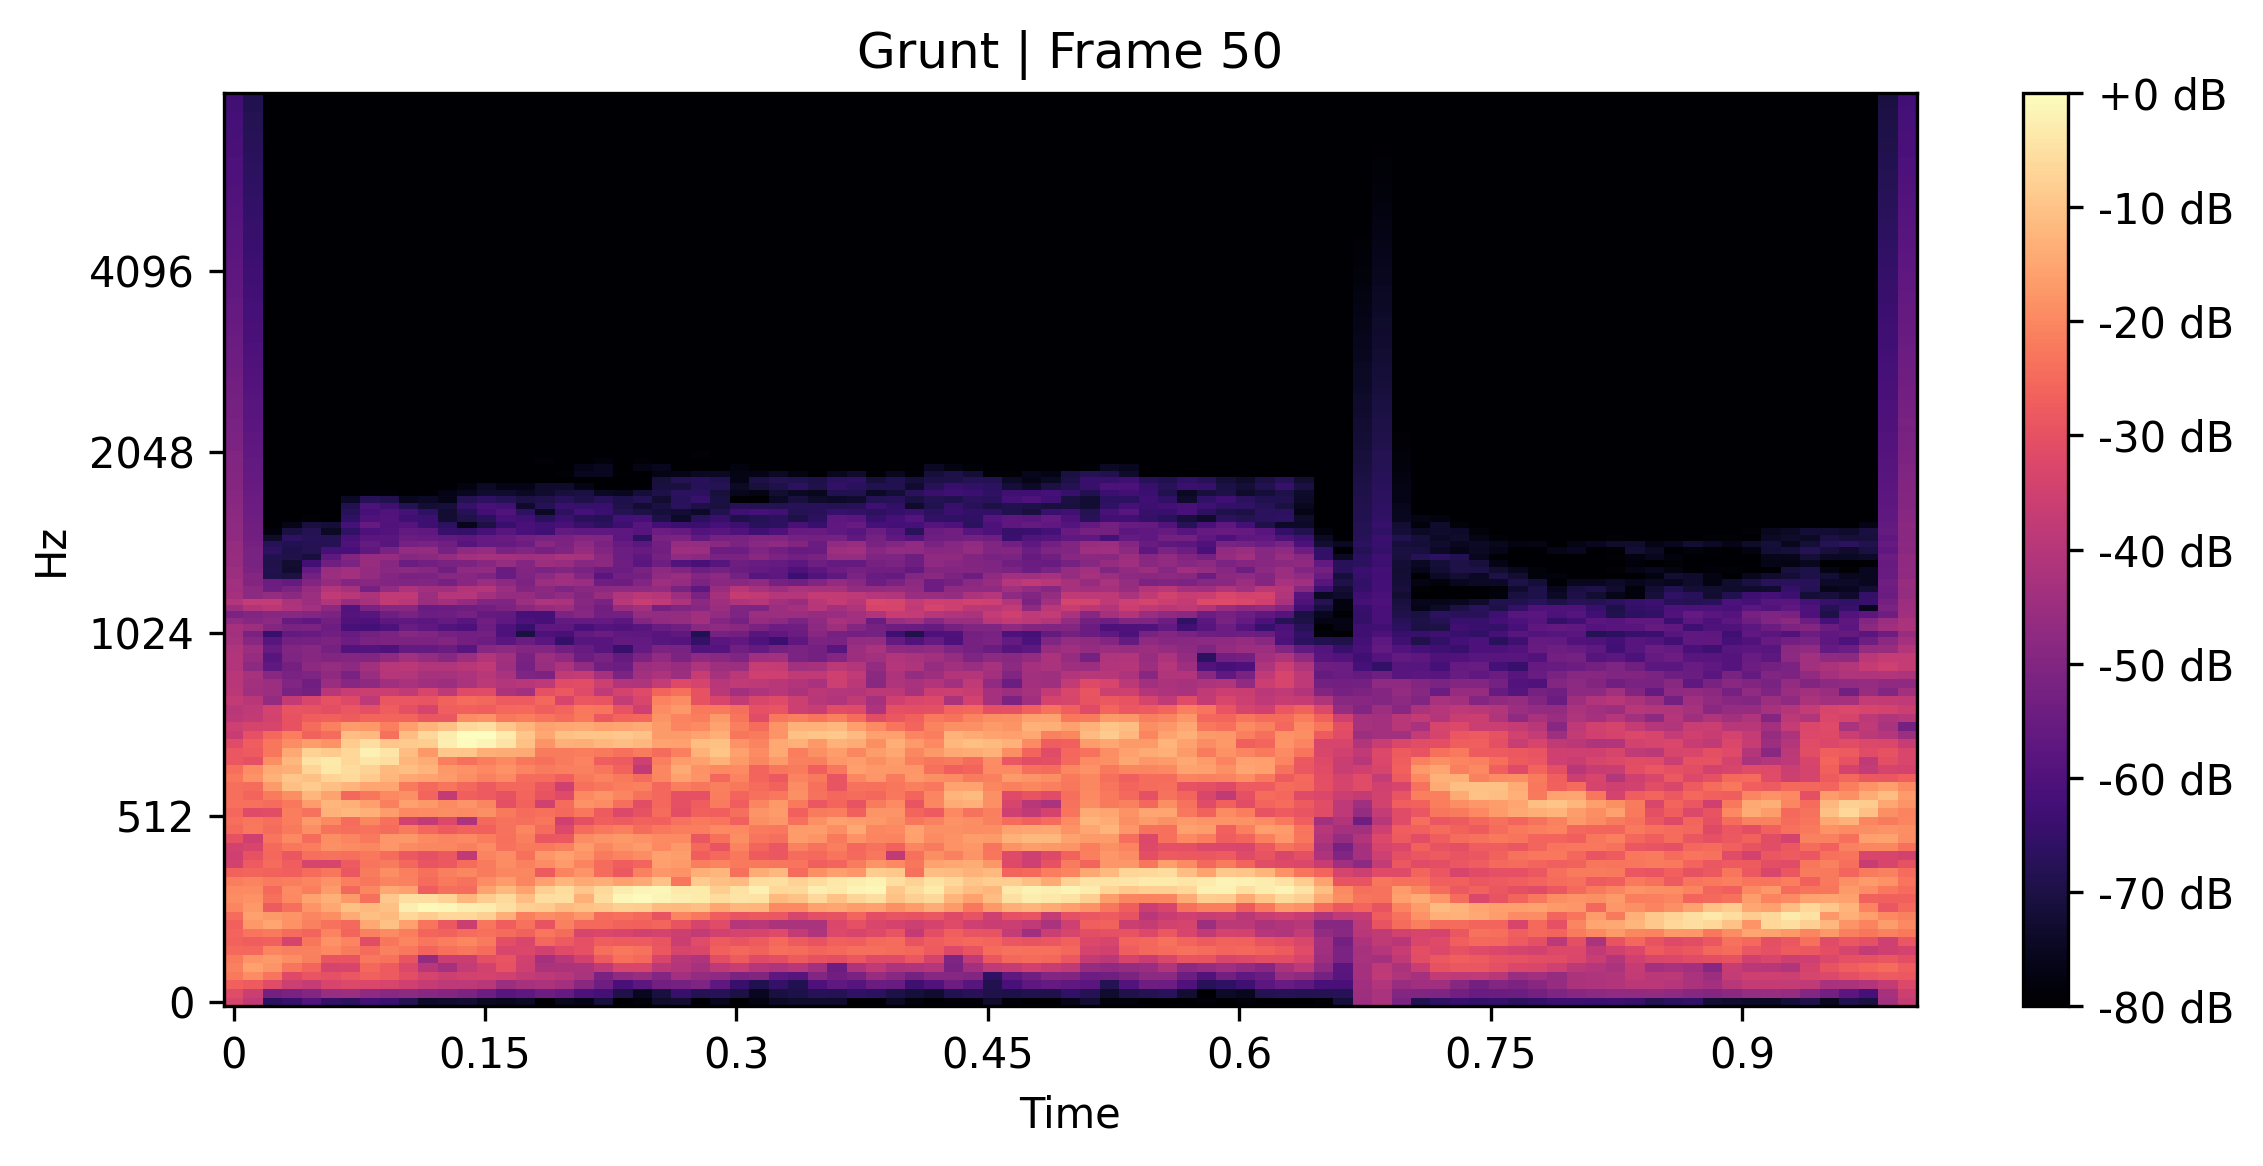 Grunt | Frame 50
Hz
4096
2048
1024
512
0
0 0.15 0.3 0.45 0.6 0.75 0.9
Time
+0 dB
-10 dB
-20 dB
-30 dB
-40 dB
-50 dB
-60 dB
-70 dB
-80 dB